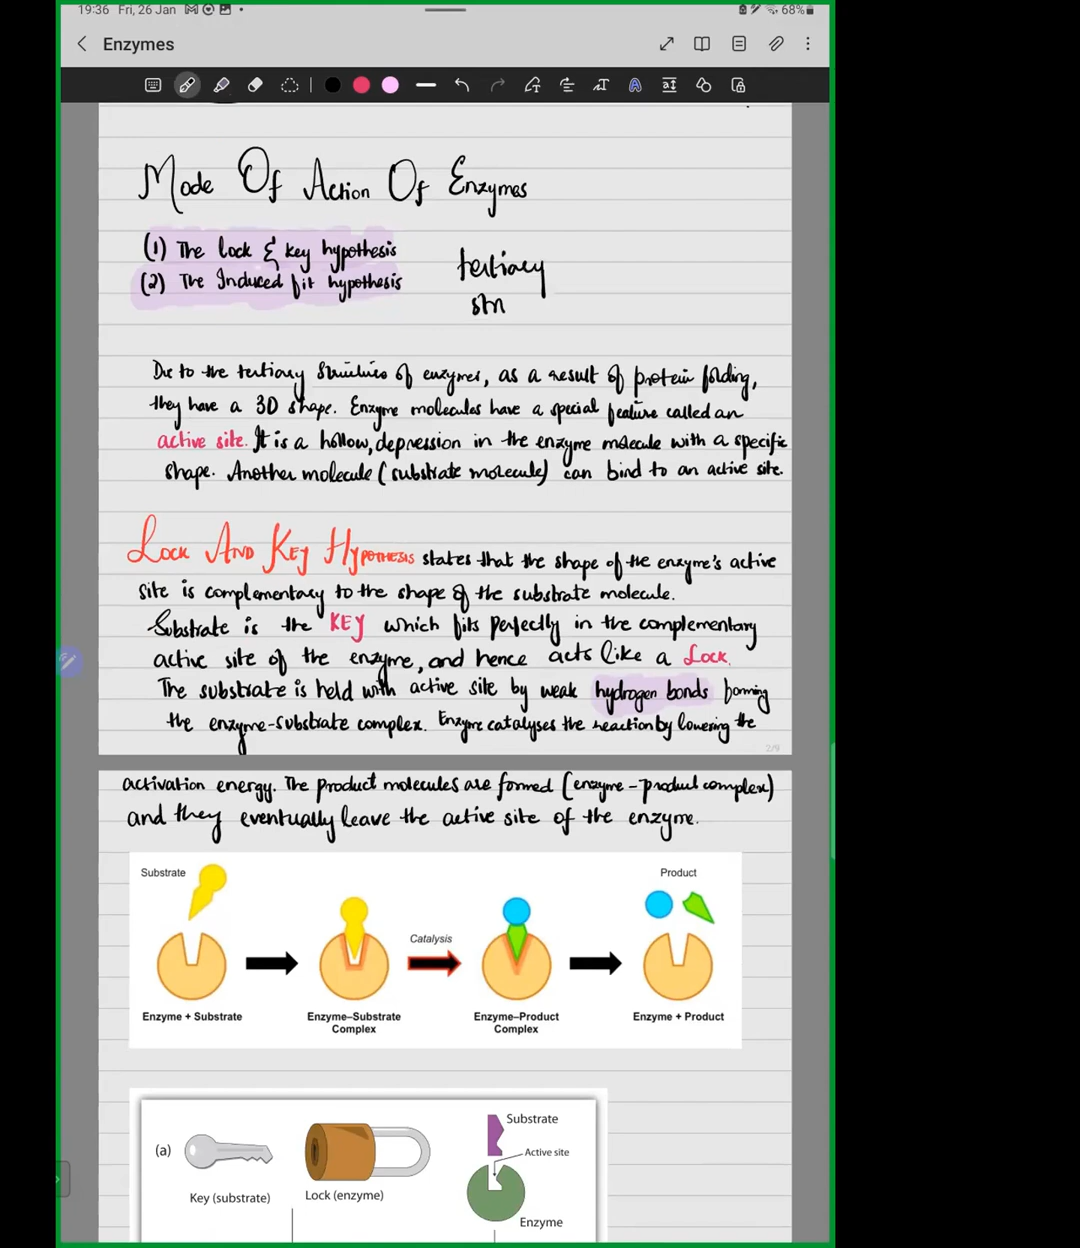 19:36 Fri, 26 Jan
68%
Enzymes
Mode Of Action Of Enzymes
(1) The lock & key hypothesis
(2) The Induced fit hypothesis
tertiary
Due to the tertiary structures of enzymes, as a result of protein folding,
they have a 3D shape. Enzyme molecules have a special feature called an
active site. It is a hollow, depression in the enzyme molecule with a specific
shape. Another molecule (substrate molecule) can bind to an active site.
LOCK AND KEY HYPOTHESIS states that the shape of the enzyme's active
site is complementary to the shape of the substrate molecule.
Substrate is the KEY which fits perfectly in the complementary
active site of the enzyme, and hence acts like a Lock.
The substrate is held with active site by weak hydrogen bonds forming
the enzyme-substrate complex. Enzyme catalyses the reaction by lowering the
2/9
activation energy. The product molecules are formed (enzyme-product complex)
and they eventually leave the active site of the enzyme.
Substrate
Product
Catalysis
Enzyme + Substrate
Enzyme–Substrate
Complex
Enzyme–Product
Complex
Enzyme + Product
(a)
Key (substrate)
Lock (enzyme)
Substrate
Active site
Enzyme